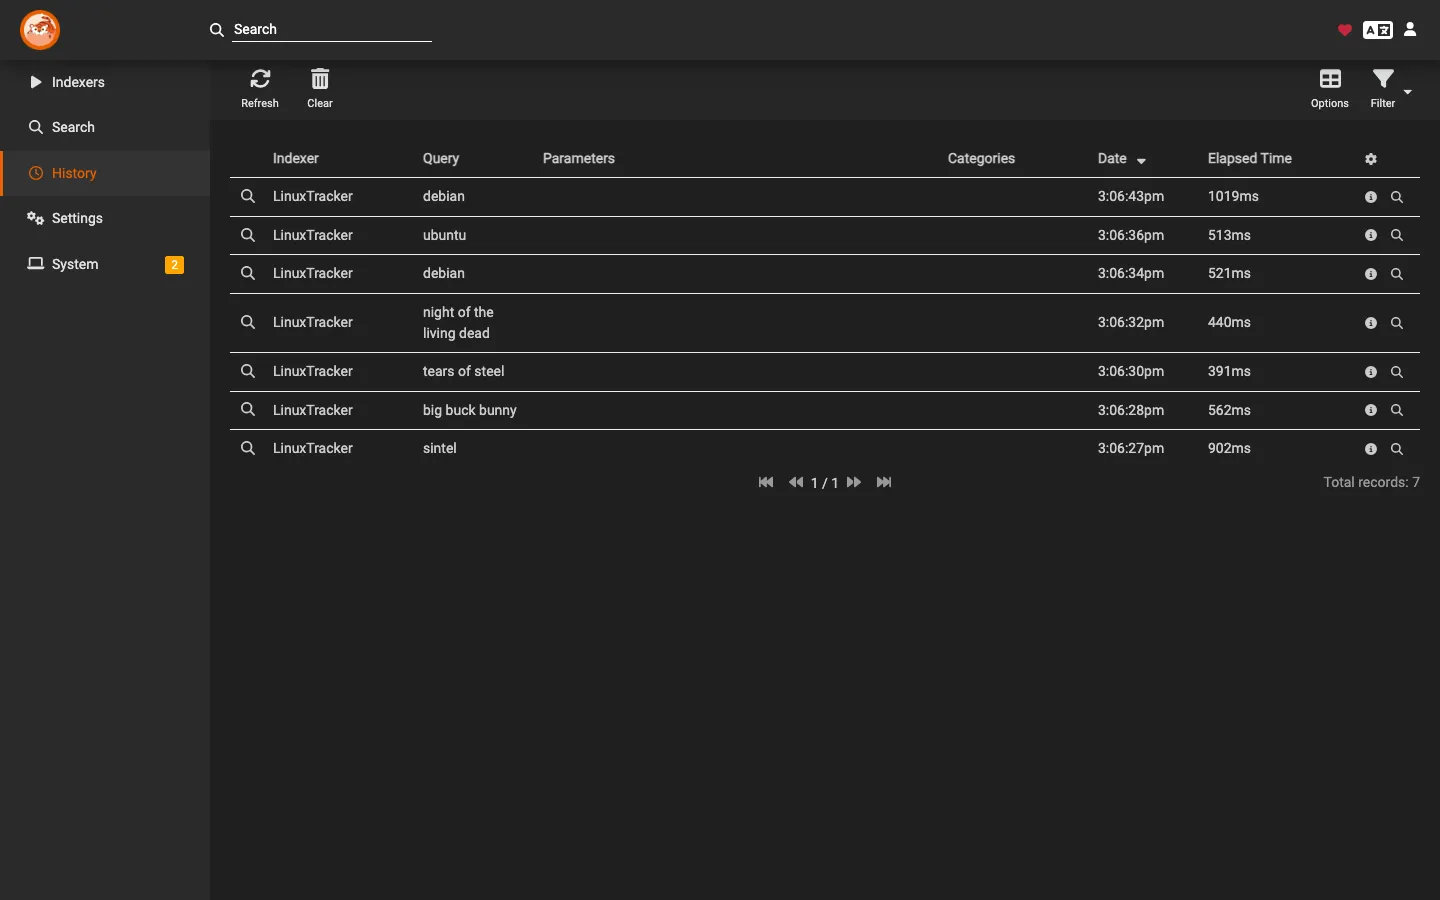 Search
Indexers
Search
History
Settings
System 2
Refresh Clear Options Filter
Indexer Query Parameters Categories Date Elapsed Time
LinuxTracker debian 3:06:43pm 1019ms
LinuxTracker ubuntu 3:06:36pm 513ms
LinuxTracker debian 3:06:34pm 521ms
LinuxTracker night of the
living dead 3:06:32pm 440ms
LinuxTracker tears of steel 3:06:30pm 391ms
LinuxTracker big buck bunny 3:06:28pm 562ms
LinuxTracker sintel 3:06:27pm 902ms
1 / 1 Total records: 7